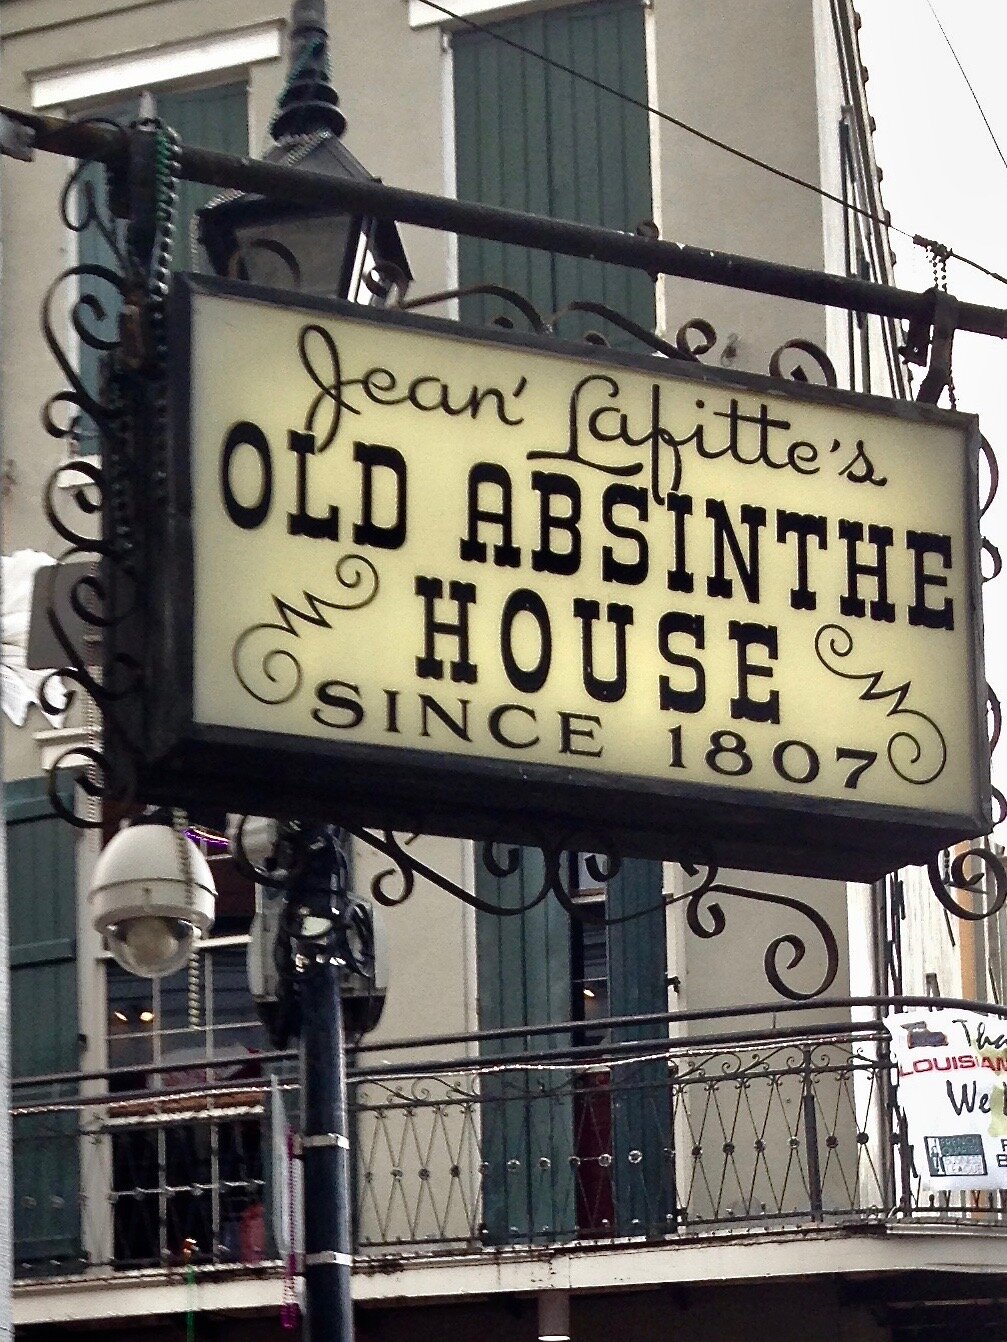 Jean' Lafitte's
OLD ABSINTHE
HOUSE
SINCE 1807
LOUISIAN
We